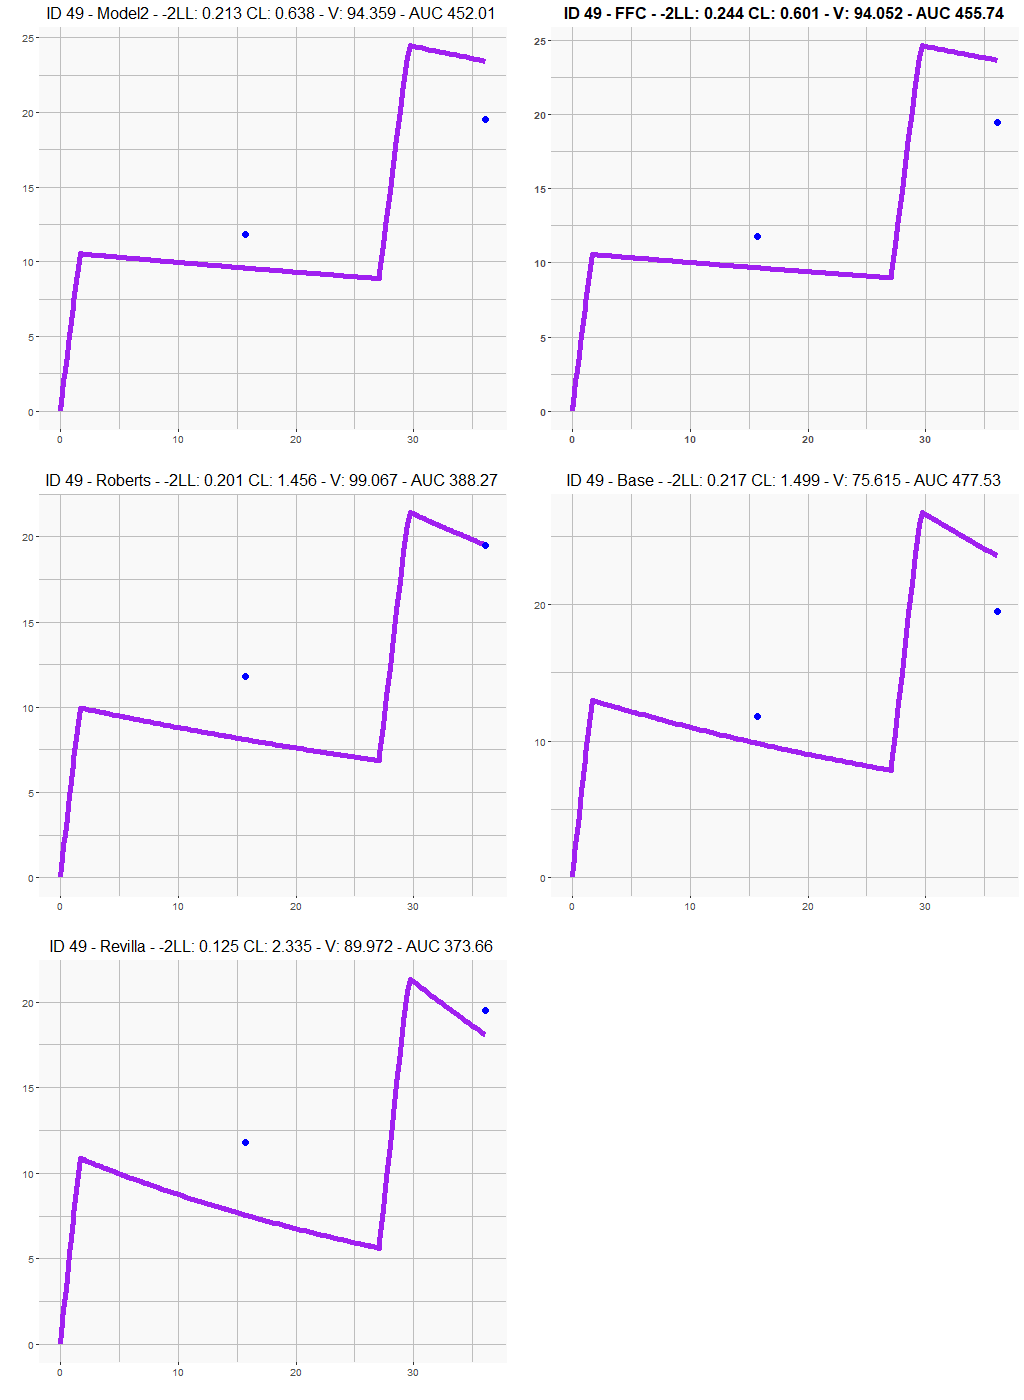 ID 49 - Model2 - -2LL: 0.213 CL: 0.638 - V: 94.359 - AUC 452.01
25
20
15
10
5
0
0 10 20 30
ID 49 - FFC - -2LL: 0.244 CL: 0.601 - V: 94.052 - AUC 455.74
25
20
15
10
5
0
0 10 20 30
ID 49 - Roberts - -2LL: 0.201 CL: 1.456 - V: 99.067 - AUC 388.27
20
15
10
5
0
0 10 20 30
ID 49 - Base - -2LL: 0.217 CL: 1.499 - V: 75.615 - AUC 477.53
20
10
0
0 10 20 30
ID 49 - Revilla - -2LL: 0.125 CL: 2.335 - V: 89.972 - AUC 373.66
20
15
10
5
0
0 10 20 30